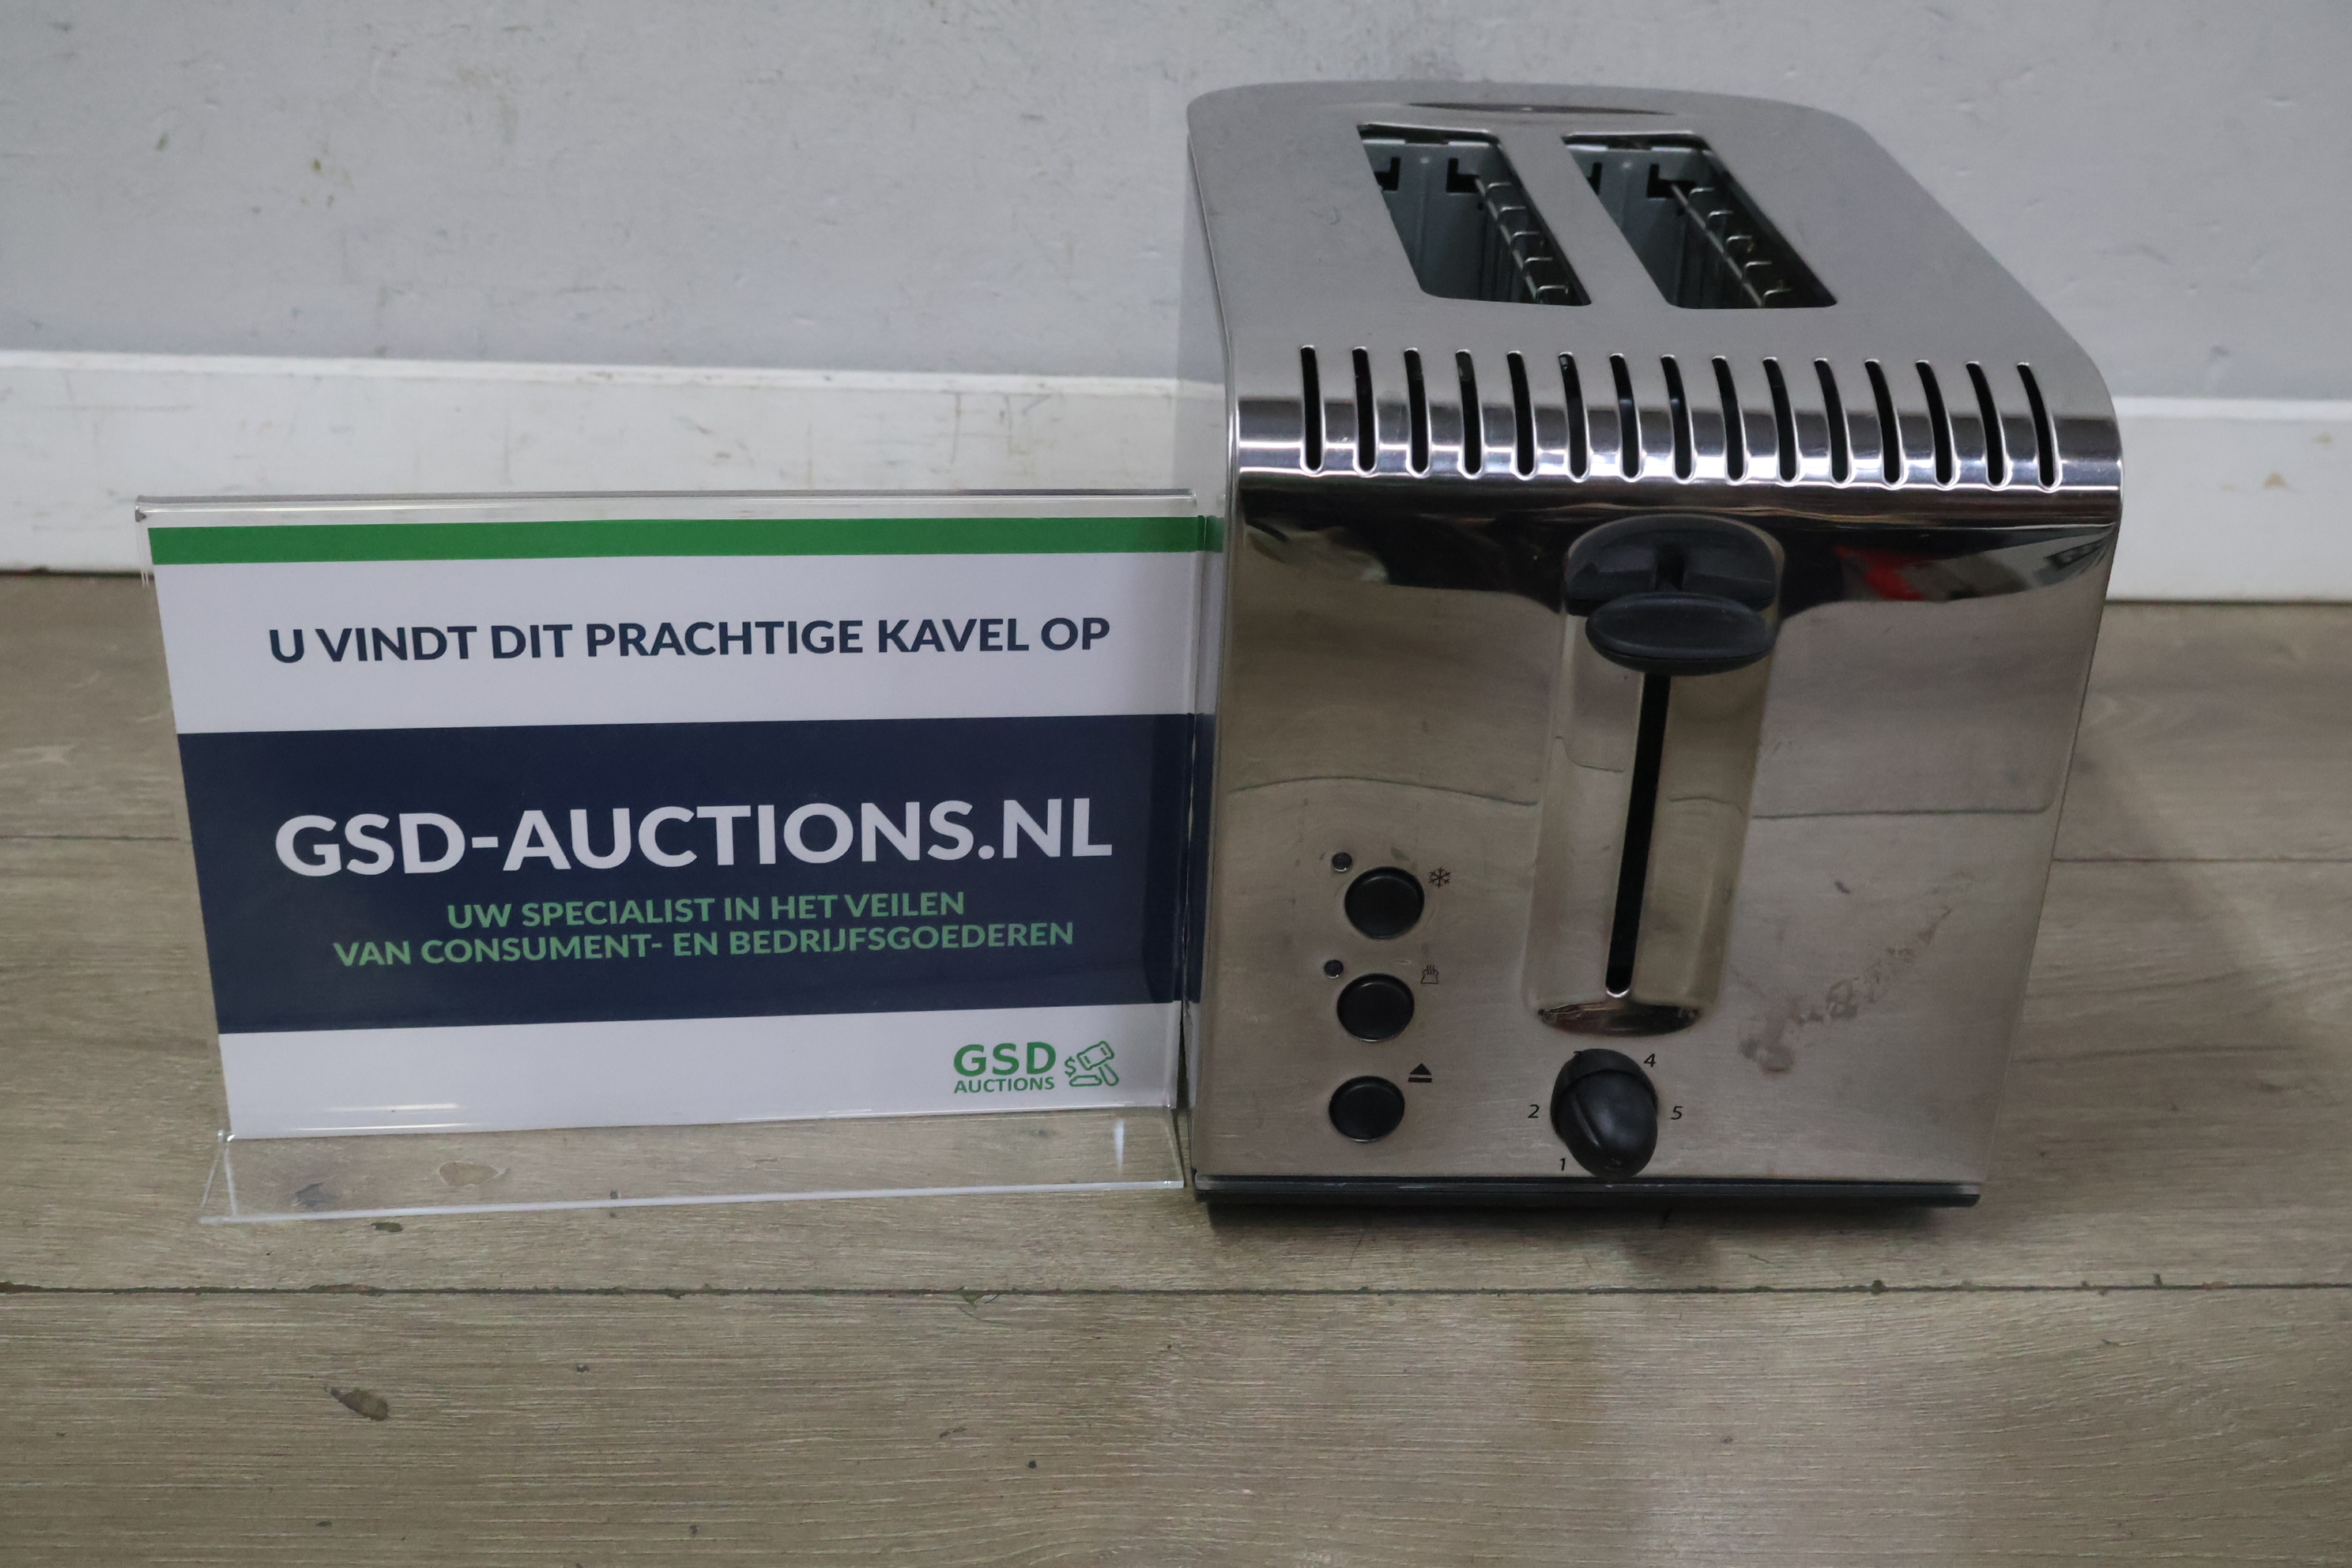 U VINDT DIT PRACHTIGE KAVEL OP
GSD-AUCTIONS.NL
UW SPECIALIST IN HET VEILEN
VAN CONSUMENT- EN BEDRIJFSGOEDEREN
GSD
AUCTIONS
4
2
5
1